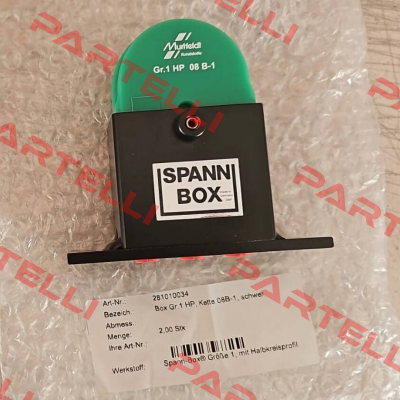 Murtfeldt
Kunststoffe
Gr.1 HP 08 B-1
SPANN
BOX
Art-Nr.: 281010034
Bezeich. Box Gr.1 HP, Kette 08B-1, schwer
Abmess.
Menge: 2,00 Stk
Ihre Art-Nr.:
Werkstoff: Spann-Box® Größe 1, mit Halbkreisprofil
PARTELLI
PARTELLI
PARTELLI
PARTELLI